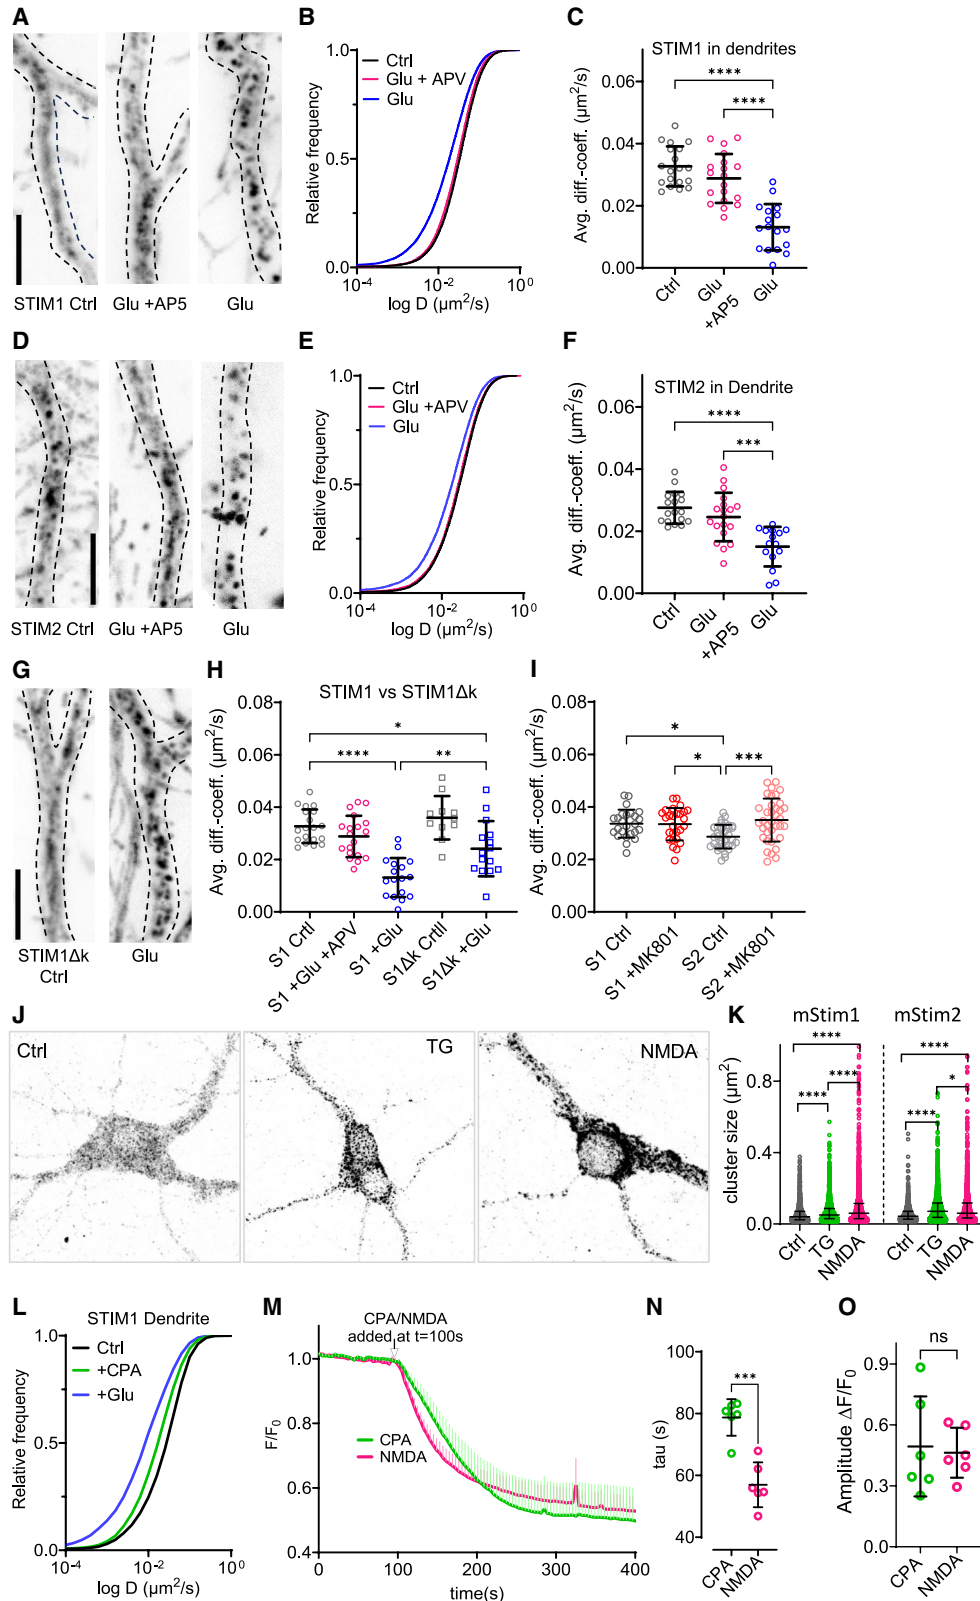 A
STIM1 Ctrl
Glu +AP5
Glu
B
Relative frequency
1.0
0.5
0.0
Ctrl
Glu + APV
Glu
10⁻⁴
10⁻²
10⁰
log D (µm²/s)
C
STIM1 in dendrites
Avg. diff.-coeff. (µm²/s)
0.06
0.04
0.02
0.00
****
****
Ctrl
Glu
+AP5
Glu
D
STIM2 Ctrl
Glu +AP5
Glu
E
Relative frequency
1.0
0.5
0.0
Ctrl
Glu +APV
Glu
10⁻⁴
10⁻²
10⁰
log D (µm²/s)
F
STIM2 in Dendrite
Avg. diff.-coeff. (µm²/s)
0.06
0.04
0.02
0.00
****
***
Ctrl
Glu
+AP5
Glu
G
STIM1Δk
Ctrl
Glu
H
STIM1 vs STIM1Δk
Avg. diff.-coeff. (µm²/s)
0.08
0.06
0.04
0.02
0.00
*
****
**
S1 Crtl
S1 +Glu +APV
S1 +Glu
S1Δk Crtll
S1Δk +Glu
I
Avg. diff.-coeff. (µm²/s)
0.08
0.06
0.04
0.02
0.00
*
*
***
S1 Ctrl
S1 +MK801
S2 Ctrl
S2 +MK801
J
Ctrl
TG
NMDA
K
mStim1
mStim2
cluster size (µm²)
0.8
0.4
0.0
****
****
****
****
*
****
Ctrl
TG
NMDA
Ctrl
TG
NMDA
L
STIM1 Dendrite
Relative frequency
1.0
0.5
0.0
Ctrl
+CPA
+Glu
10⁻⁴
10⁻²
10⁰
log D (µm²/s)
M
CPA/NMDA
added at t=100s
F/F₀
1.0
0.8
0.6
0.4
CPA
NMDA
0
100
200
300
400
time(s)
N
tau (s)
80
60
40
***
CPA
NMDA
O
Amplitude ΔF/F₀
0.9
0.6
0.3
0.0
ns
CPA
NMDA